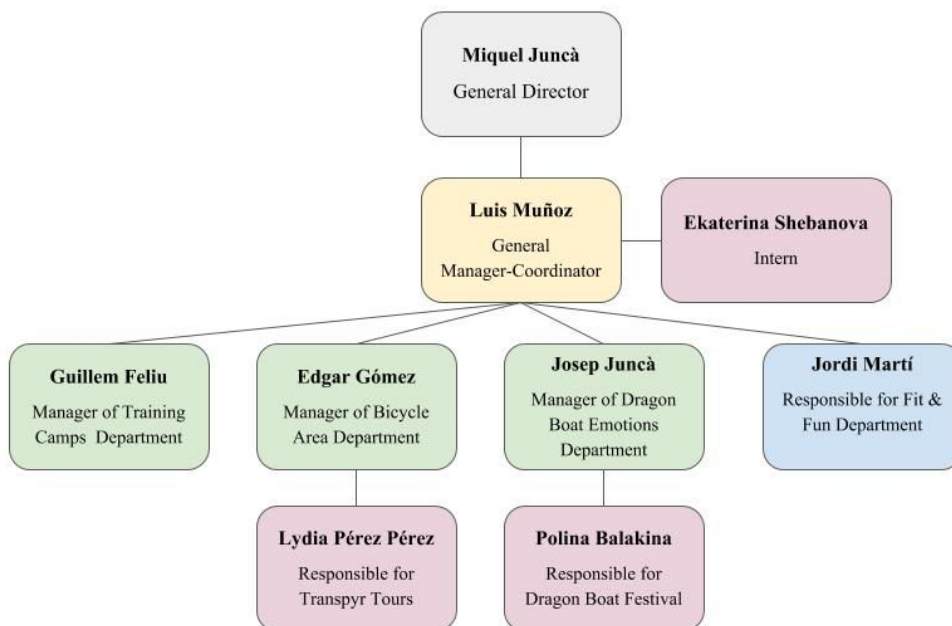 Miquel Juncà
General Director
Luis Muñoz
General
Manager-Coordinator
Ekaterina Shebanova
Intern
Guillem Feliu
Manager of Training
Camps Department
Edgar Gómez
Manager of Bicycle
Area Department
Josep Juncà
Manager of Dragon
Boat Emotions
Department
Jordi Martí
Responsible for Fit &
Fun Department
Lydia Pérez Pérez
Responsible for
Transpyr Tours
Polina Balakina
Responsible for
Dragon Boat Festival